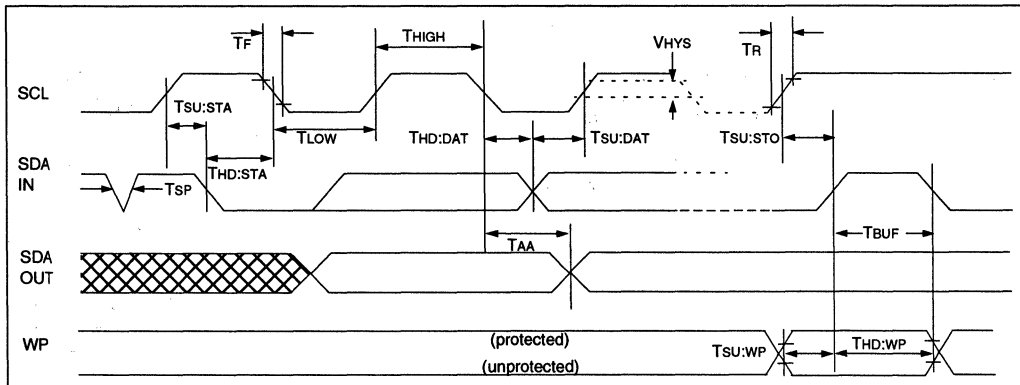 TF
THIGH
VHYS
TR
SCL
TSU:STA
TLOW
THD:DAT
TSU:DAT
TSU:STO
THD:STA
SDA
IN
TSP
TAA
TBUF
SDA
OUT
WP
(protected)
(unprotected)
TSU:WP
THD:WP